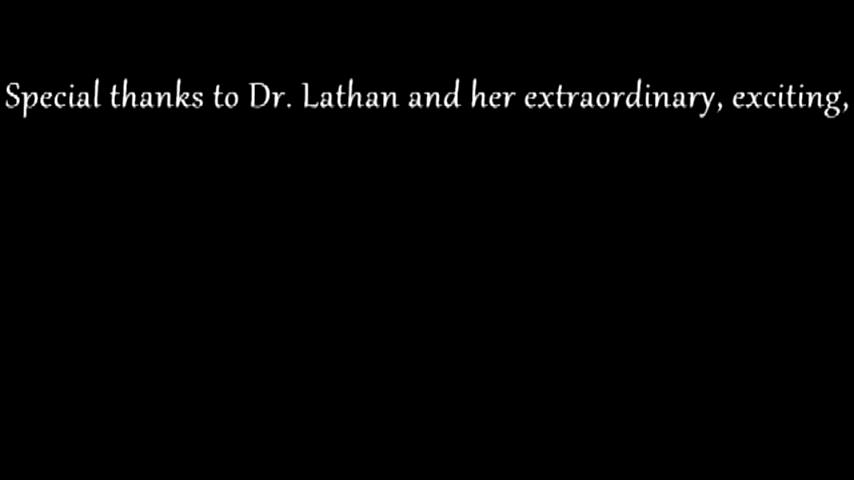 Special thanks to Dr. Lathan and her extraordinary, exciting,